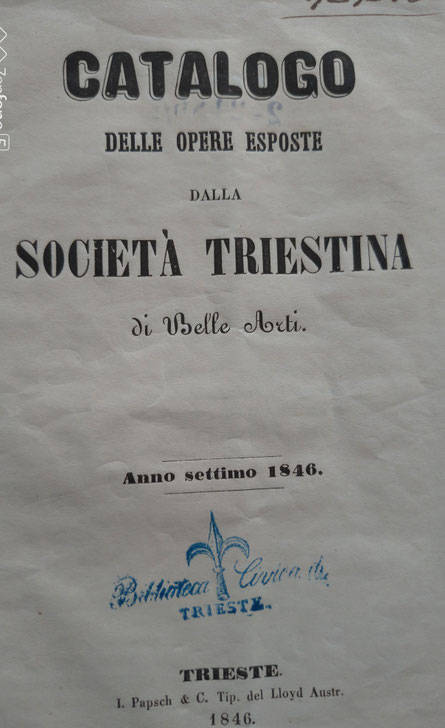 CATALOGO
DELLE OPERE ESPOSTE
DALLA
SOCIETÀ TRIESTINA
di Belle Arti.
Anno settimo 1846.
Biblioteca Civica di
TRIESTE.
TRIESTE.
I. Papsch & C. Tip. del Lloyd Austr.
1846.